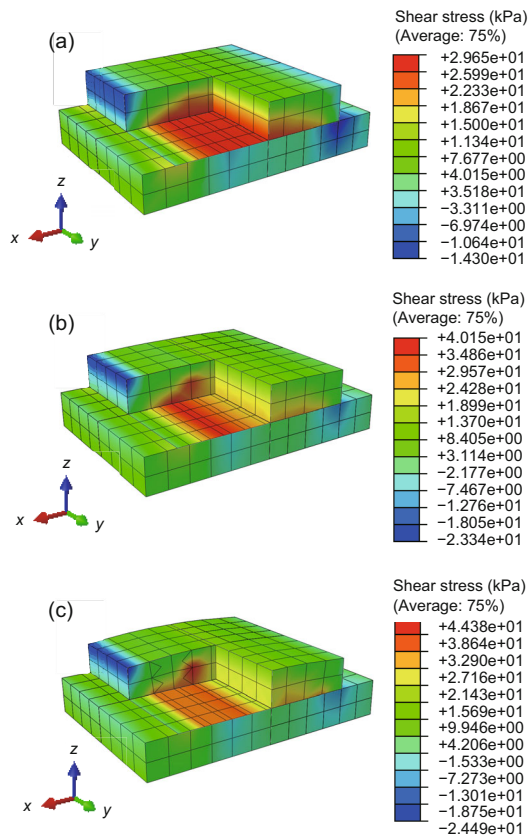 (a)
Shear stress (kPa)
(Average: 75%)
+2.965e+01
+2.599e+01
+2.233e+01
+1.867e+01
+1.500e+01
+1.134e+01
+7.677e+00
+4.015e+01
+3.518e+01
−3.311e+00
−6.974e+00
−1.064e+01
−1.430e+01
z
x
y
(b)
Shear stress (kPa)
(Average: 75%)
+4.015e+01
+3.486e+01
+2.957e+01
+2.428e+01
+1.899e+01
+1.370e+01
+8.405e+00
+3.114e+00
−2.177e+00
−7.467e+00
−1.276e+01
−1.805e+01
−2.334e+01
z
x
y
(c)
Shear stress (kPa)
(Average: 75%)
+4.438e+01
+3.864e+01
+3.290e+01
+2.716e+01
+2.143e+01
+1.569e+01
+9.946e+00
+4.206e+00
−1.533e+00
−7.273e+00
−1.301e+01
−1.875e+01
−2.449e+01
z
x
y